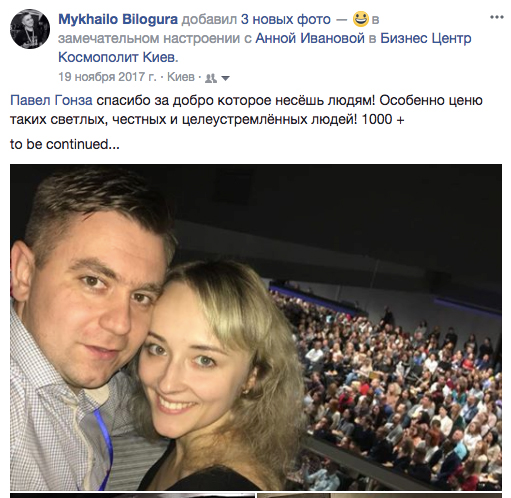 Mykhailo Bilogura добавил 3 новых фото — 😃 в
замечательном настроении с Анной Ивановой в Бизнес Центр
Космополит Киев.
19 ноября 2017 г. · Киев ·
Павел Гонза спасибо за добро которое несёшь людям! Особенно ценю
таких светлых, честных и целеустремлённых людей! 1000 +
to be continued...